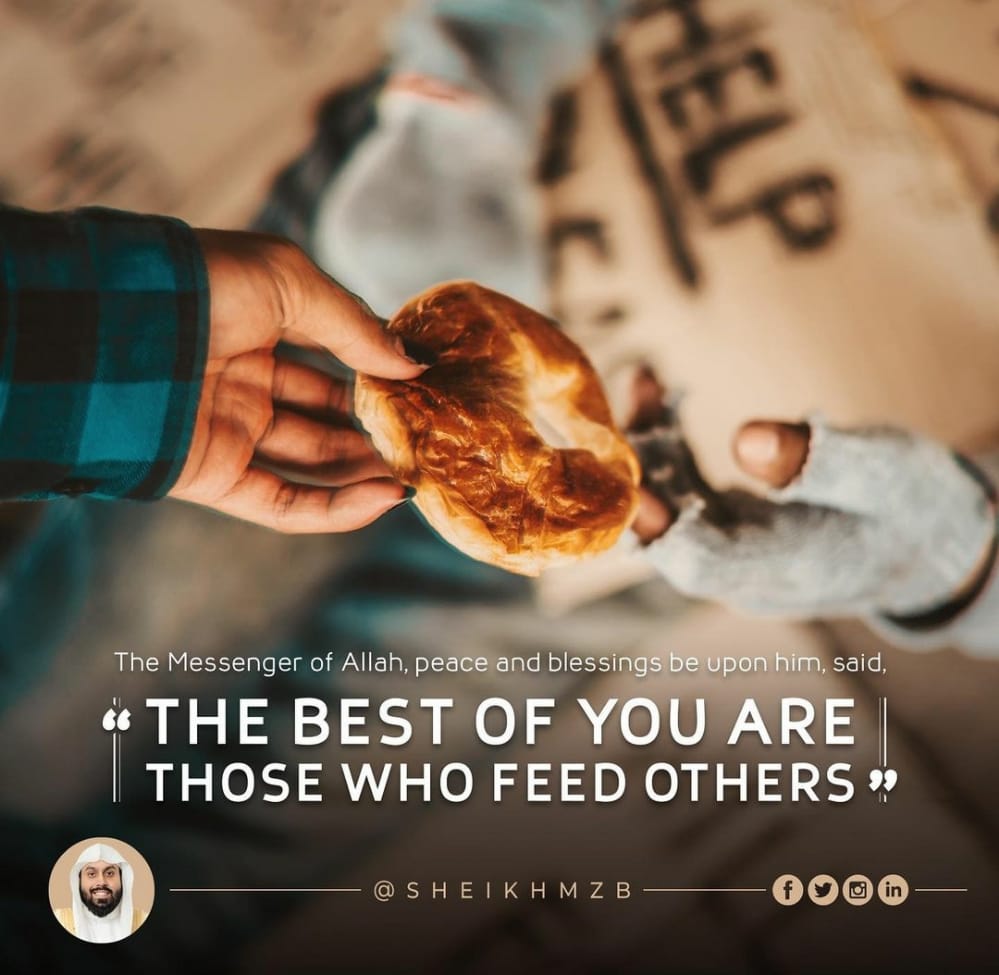 HELP
The Messenger of Allah, peace and blessings be upon him, said,
“ THE BEST OF YOU ARE
THOSE WHO FEED OTHERS ”
@SHEIKHMZB